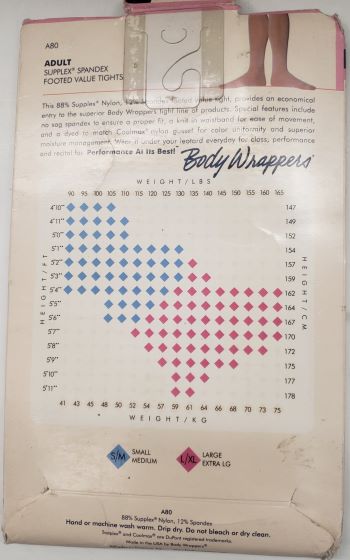 A80
ADULT
SUPPLEX® SPANDEX
FOOTED VALUE TIGHTS
This 88% Supplex® Nylon, 12% Spandex footed value tight, provides an economical
entry to the superior Body Wrappers tight line of products. Special features include
no sag spandex to ensure a proper fit, a knit in waistband for ease of movement,
and a dyed to match Coolmax® nylon gusset for color uniformity and superior
moisture management. Wear it under your leotard everyday for class, performance
and recital for Performance At its Best!™ Body Wrappers®
WEIGHT/LBS
90 95 100 105 110 115 120 125 130 135 140 145 150 155 160 165
4'10" 147
4'11" 149
5'0" 152
5'1" 154
5'2" 157
5'3" 159
5'4" 162
5'5" 164
5'6" 167
5'7" 170
5'8" 172
5'9" 175
5'10" 177
5'11" 178
HEIGHT/FT
HEIGHT/CM
41 43 45 48 50 52 54 57 59 61 64 66 68 70 73 75
WEIGHT/KG
S/M SMALL
MEDIUM
L/XL LARGE
EXTRA LG
A80
88% Supplex® Nylon, 12% Spandex
Hand or machine wash warm. Drip dry. Do not bleach or dry clean.
Supplex® and Coolmax® are DuPont registered trademarks.
Made in the USA by Body Wrappers®